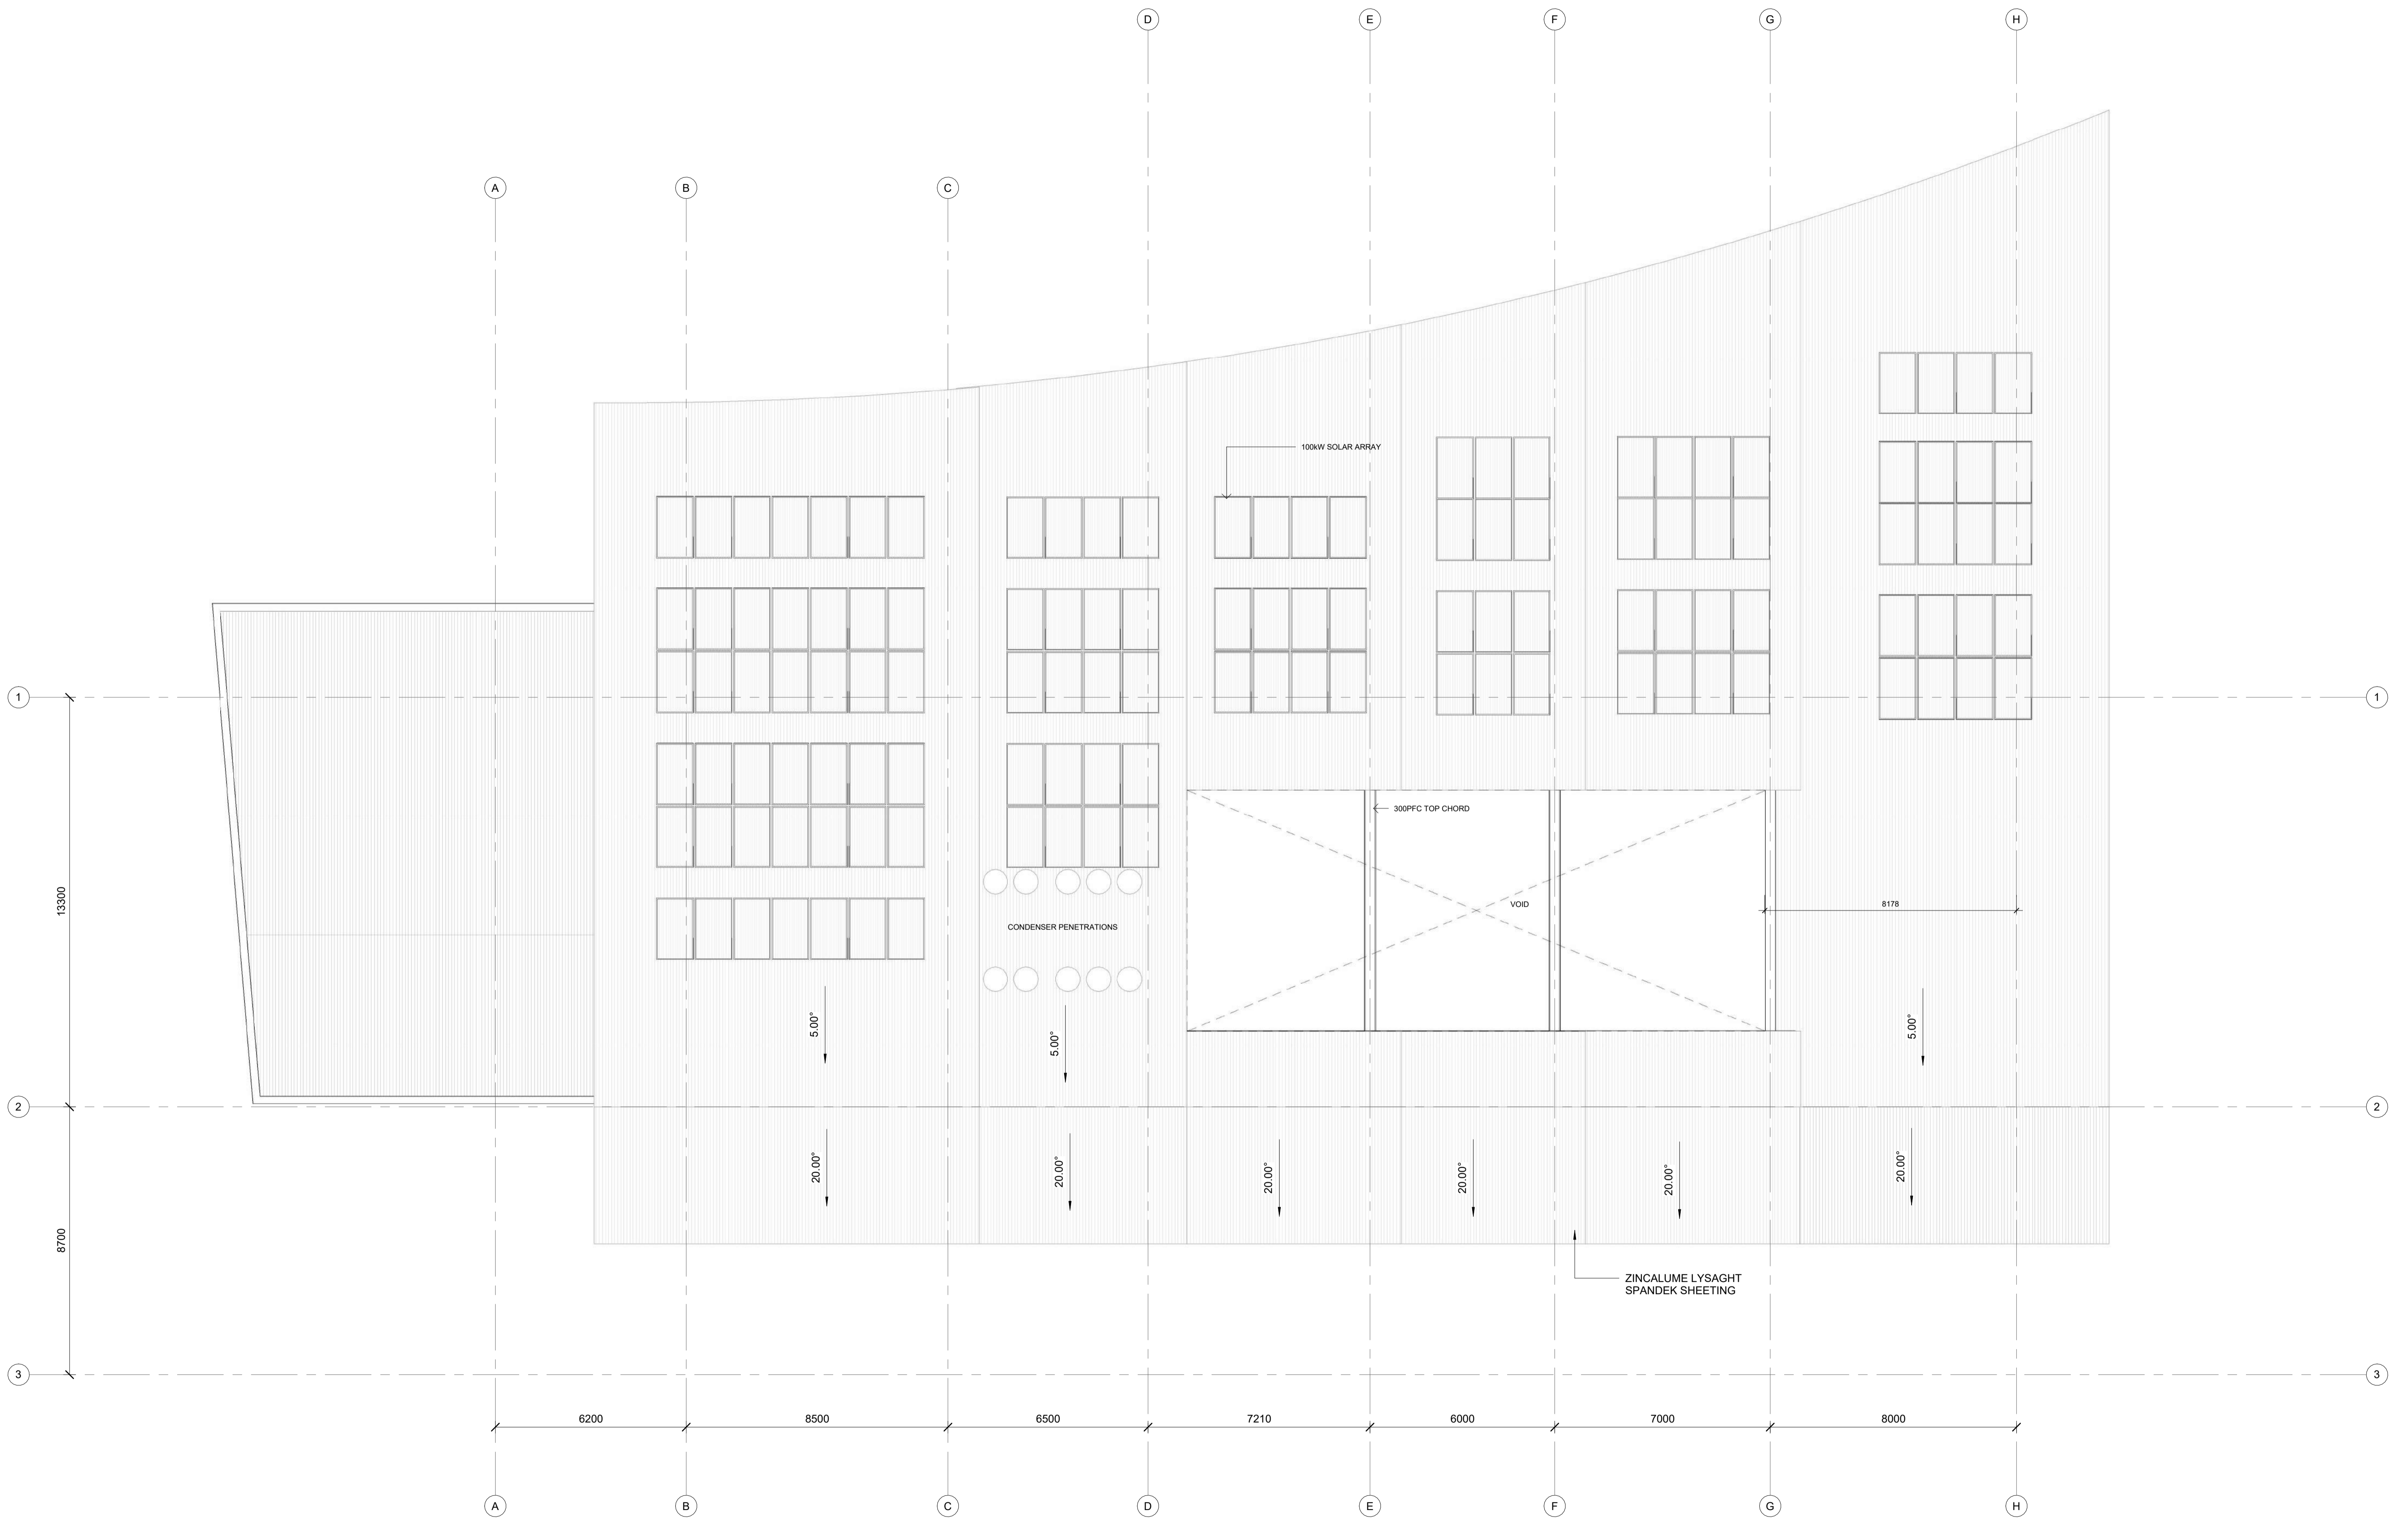 D E F G H
A B C
100kW SOLAR ARRAY
1 1
300PFC TOP CHORD
13300
VOID
8178
CONDENSER PENETRATIONS
5.00°
5.00°
5.00°
2 2
20.00°
20.00°
20.00°
20.00°
20.00°
20.00°
8700
ZINCALUME LYSAGHT
SPANDEK SHEETING
3 3
6200 8500 6500 7210 6000 7000 8000
A B C D E F G H